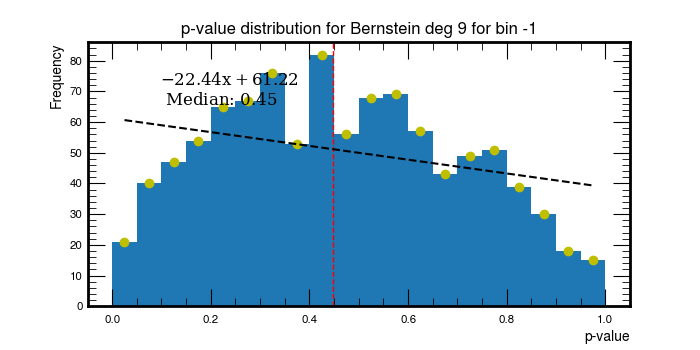 p-value distribution for Bernstein deg 9 for bin -1
Frequency
80
70
60
50
40
30
20
10
0
−22.44x + 61.22
Median: 0.45
0.0 0.2 0.4 0.6 0.8 1.0
p-value